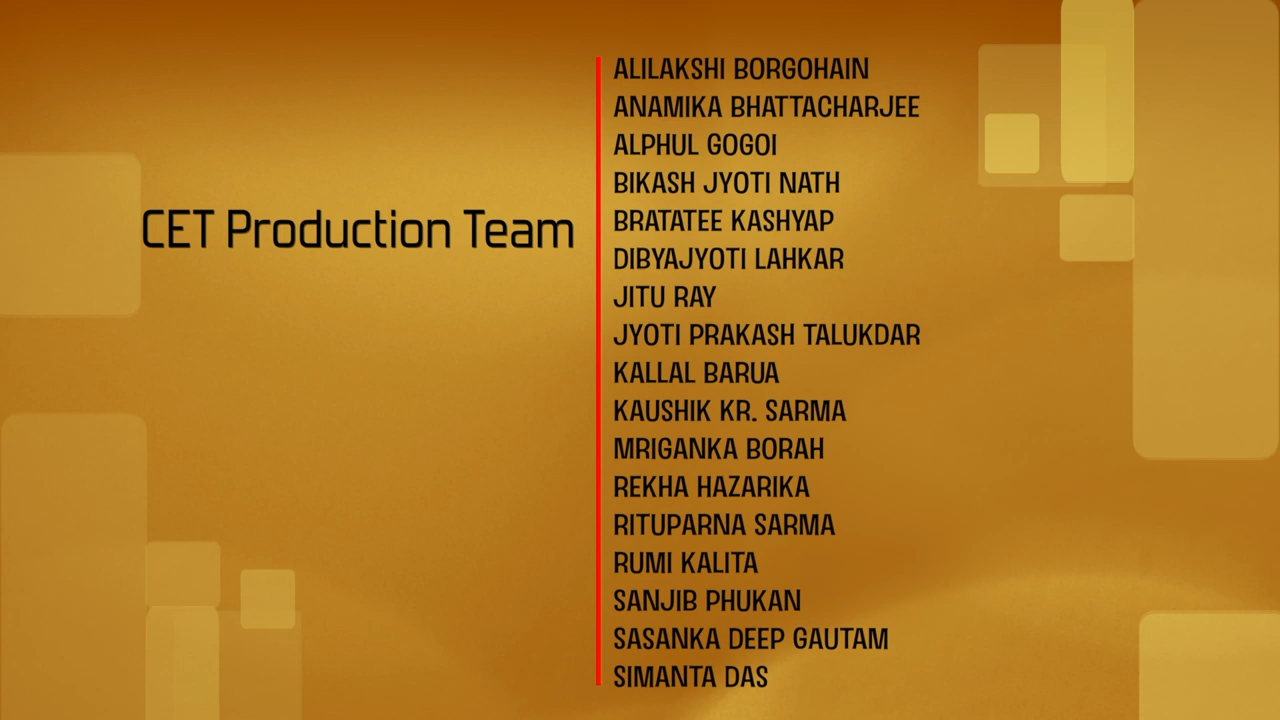 CET Production Team
ALILAKSHI BORGOHAIN
ANAMIKA BHATTACHARJEE
ALPHUL GOGOI
BIKASH JYOTI NATH
BRATATEE KASHYAP
DIBYAJYOTI LAHKAR
JITU RAY
JYOTI PRAKASH TALUKDAR
KALLAL BARUA
KAUSHIK KR. SARMA
MRIGANKA BORAH
REKHA HAZARIKA
RITUPARNA SARMA
RUMI KALITA
SANJIB PHUKAN
SASANKA DEEP GAUTAM
SIMANTA DAS